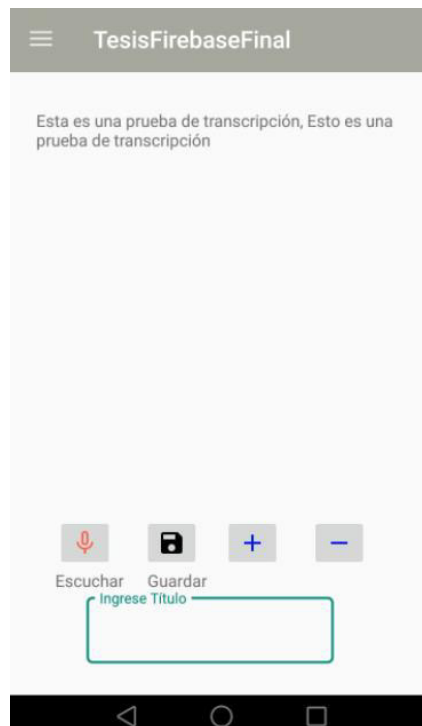 TesisFirebaseFinal
Esta es una prueba de transcripción, Esto es una
prueba de transcripción
Escuchar Guardar
Ingrese Título